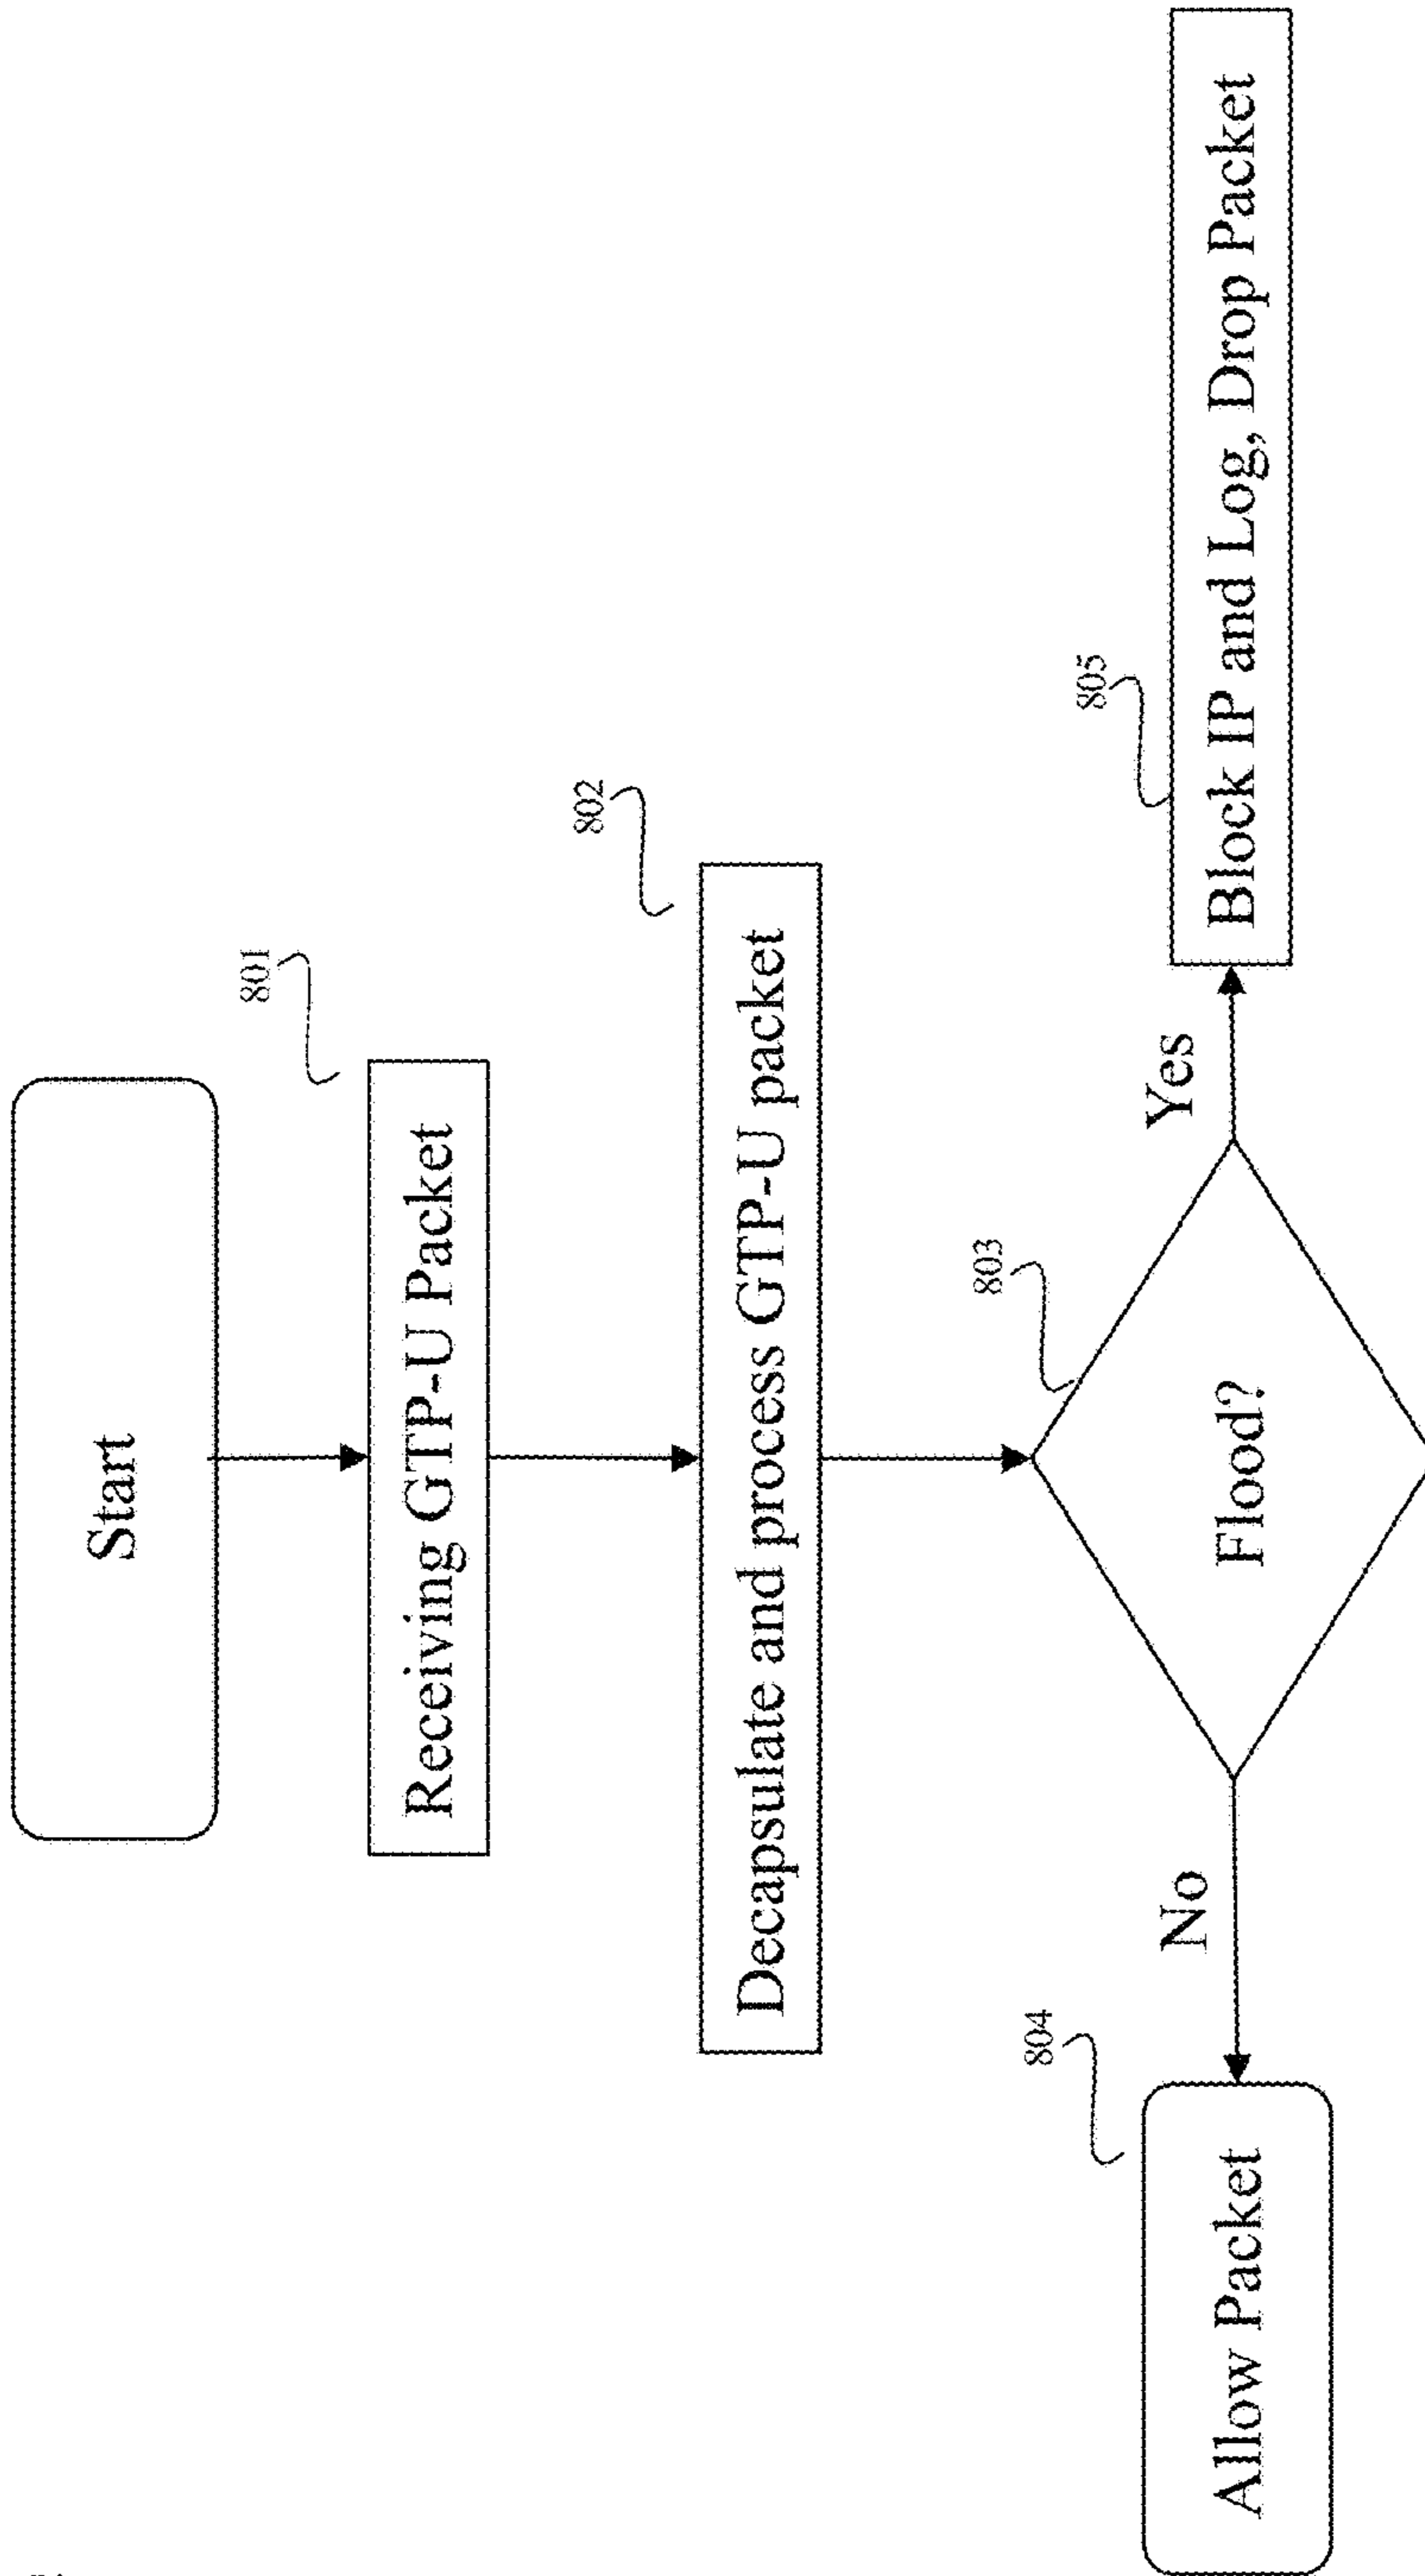 Start
801
Receiving GTP-U Packet
802
Decapsulate and process GTP-U packet
803
Flood?
No
Yes
804
Allow Packet
805
Block IP and Log, Drop Packet